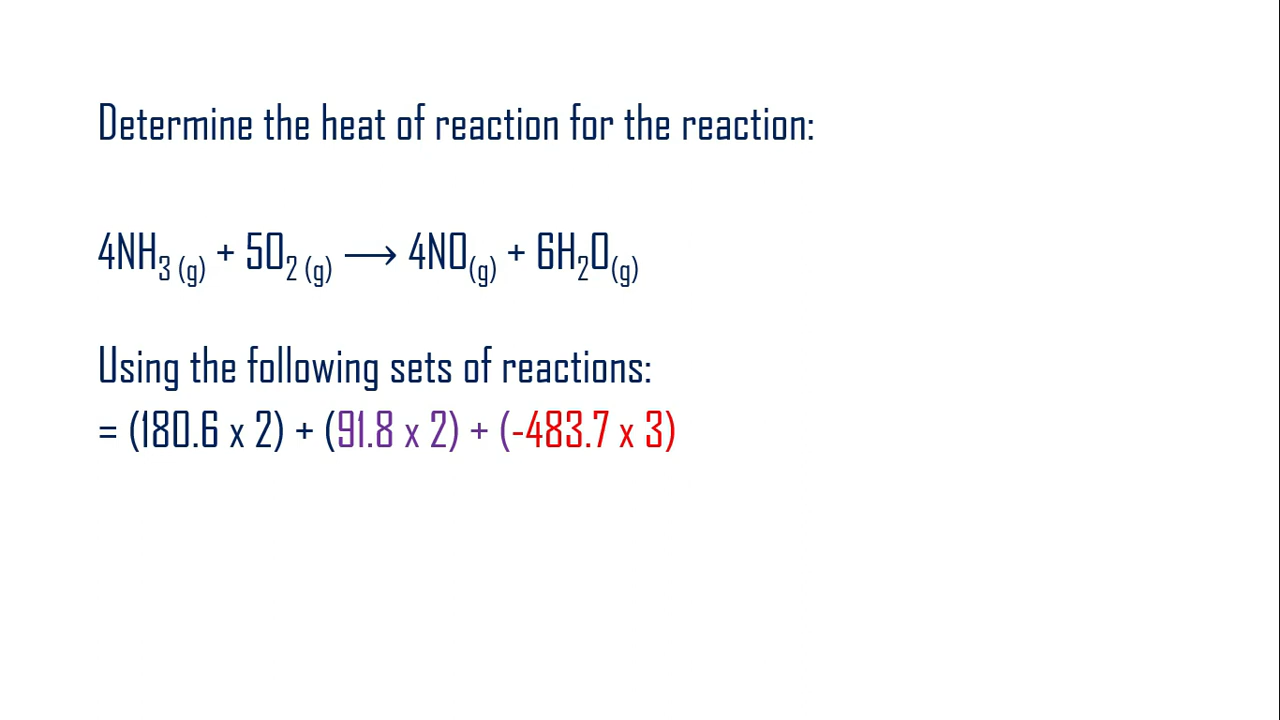 Determine the heat of reaction for the reaction:
4NH₃ (g) + 5O₂ (g) ⟶ 4NO(g) + 6H₂O(g)
Using the following sets of reactions:
= (180.6 x 2) + (91.8 x 2) + (-483.7 x 3)